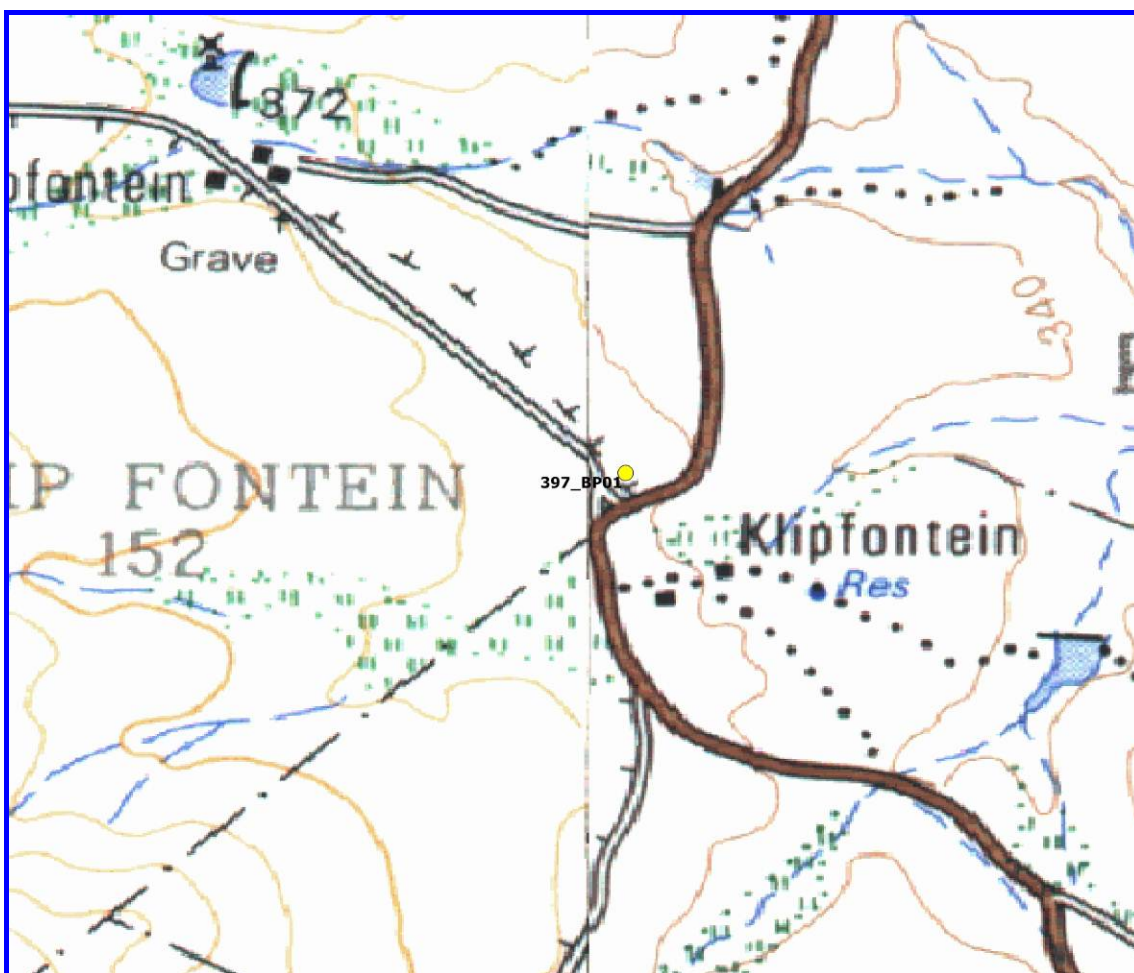 872
pfontein
Grave
340
IP FONTEIN
397_BP01
152
Klipfontein
Res